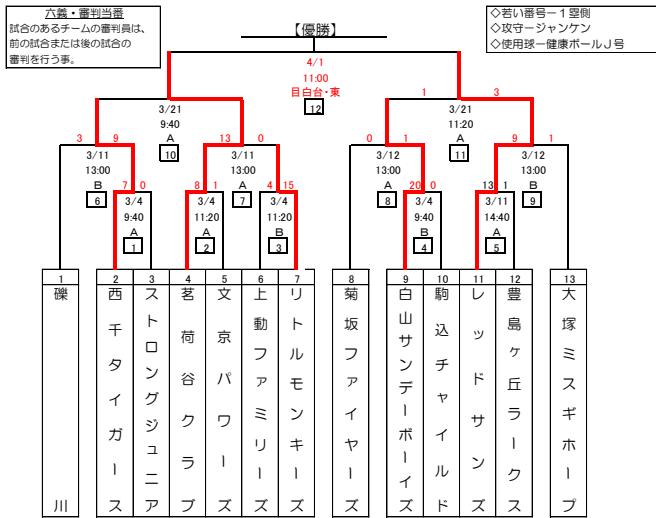 六義・審判当番
試合のあるチームの審判員は、
前の試合または後の試合の
審判を行う事。
【優勝】
◇若い番号ー１塁側
◇攻守ージャンケン
◇使用球ー健康ボールＪ号
4/1
11:00
目白台・東
12
3/21
9:40
A
10
1
3
3/21
11:20
A
11
3
9
3/11
13:00
B
6
13
0
3/11
13:00
A
7
0
1
3/12
13:00
A
8
9
1
3/12
13:00
B
9
7
0
3/4
9:40
A
1
8
1
3/4
11:20
A
2
4
15
3/4
11:20
B
3
20
0
3/4
9:40
B
4
13
1
3/11
14:40
A
5
1
礫川
2
西千タイガース
3
ストロングジュニア
4
茗荷谷クラブ
5
文京パワーズ
6
上動ファミリーズ
7
リトルモンキーズ
8
菊坂ファイヤーズ
9
白山サンデーボーイズ
10
駒込チャイルド
11
レッドサンズ
12
豊島ヶ丘ラークス
13
大塚ミスギホープ